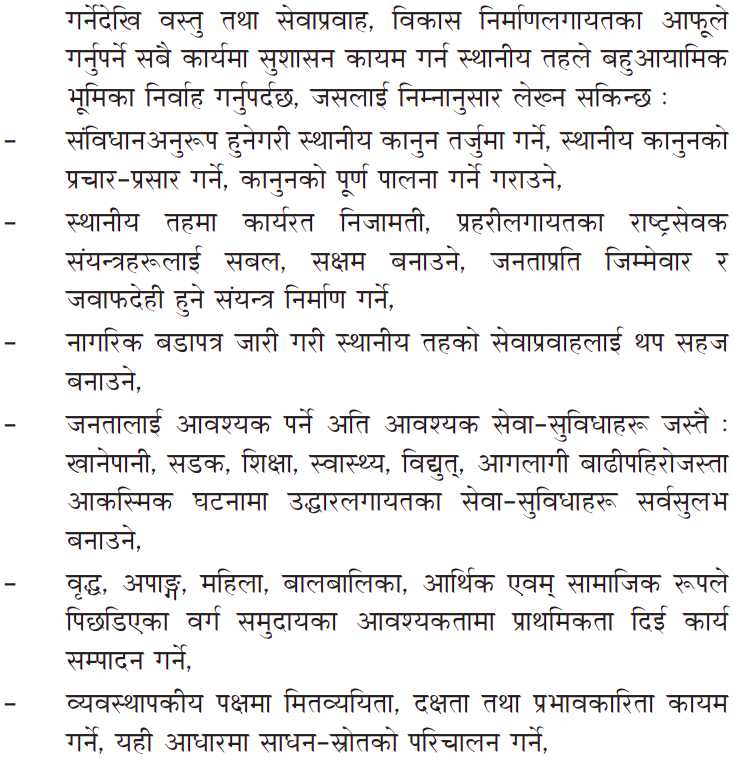 गर्नेदेखि वस्तु तथा सेवाप्रवाह, विकास निर्माणलगायतका आफूले
गर्नुपर्ने सबै कार्यमा सुशासन कायम गर्न स्थानीय तहले बहुआयामिक
भूमिका निर्वाह गर्नुपर्दछ, जसलाई निम्नानुसार लेख्न सकिन्छ :
– संविधानअनुरूप हुनेगरी स्थानीय कानुन तर्जुमा गर्ने, स्थानीय कानुनको
प्रचार-प्रसार गर्ने, कानुनको पूर्ण पालना गर्ने गराउने,
– स्थानीय तहमा कार्यरत निजामती, प्रहरीलगायतका राष्ट्रसेवक
संयन्त्रहरूलाई सबल, सक्षम बनाउने, जनताप्रति जिम्मेवार र
जवाफदेही हुने संयन्त्र निर्माण गर्ने,
– नागरिक बडापत्र जारी गरी स्थानीय तहको सेवाप्रवाहलाई थप सहज
बनाउने,
– जनतालाई आवश्यक पर्ने अति आवश्यक सेवा-सुविधाहरू जस्तै :
खानेपानी, सडक, शिक्षा, स्वास्थ्य, विद्युत्, आगलागी बाढीपहिरोजस्ता
आकस्मिक घटनामा उद्धारलगायतका सेवा-सुविधाहरू सर्वसुलभ
बनाउने,
– वृद्ध, अपाङ्ग, महिला, बालबालिका, आर्थिक एवम् सामाजिक रूपले
पिछडिएका वर्ग समुदायका आवश्यकतामा प्राथमिकता दिई कार्य
सम्पादन गर्ने,
– व्यवस्थापकीय पक्षमा मितव्ययिता, दक्षता तथा प्रभावकारिता कायम
गर्ने, यही आधारमा साधन-स्रोतको परिचालन गर्ने,